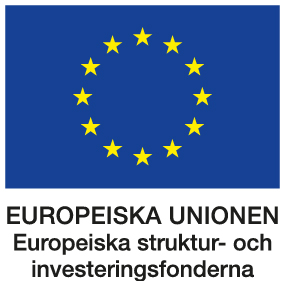 EUROPEISKA UNIONEN
Europeiska struktur- och
investeringsfonderna